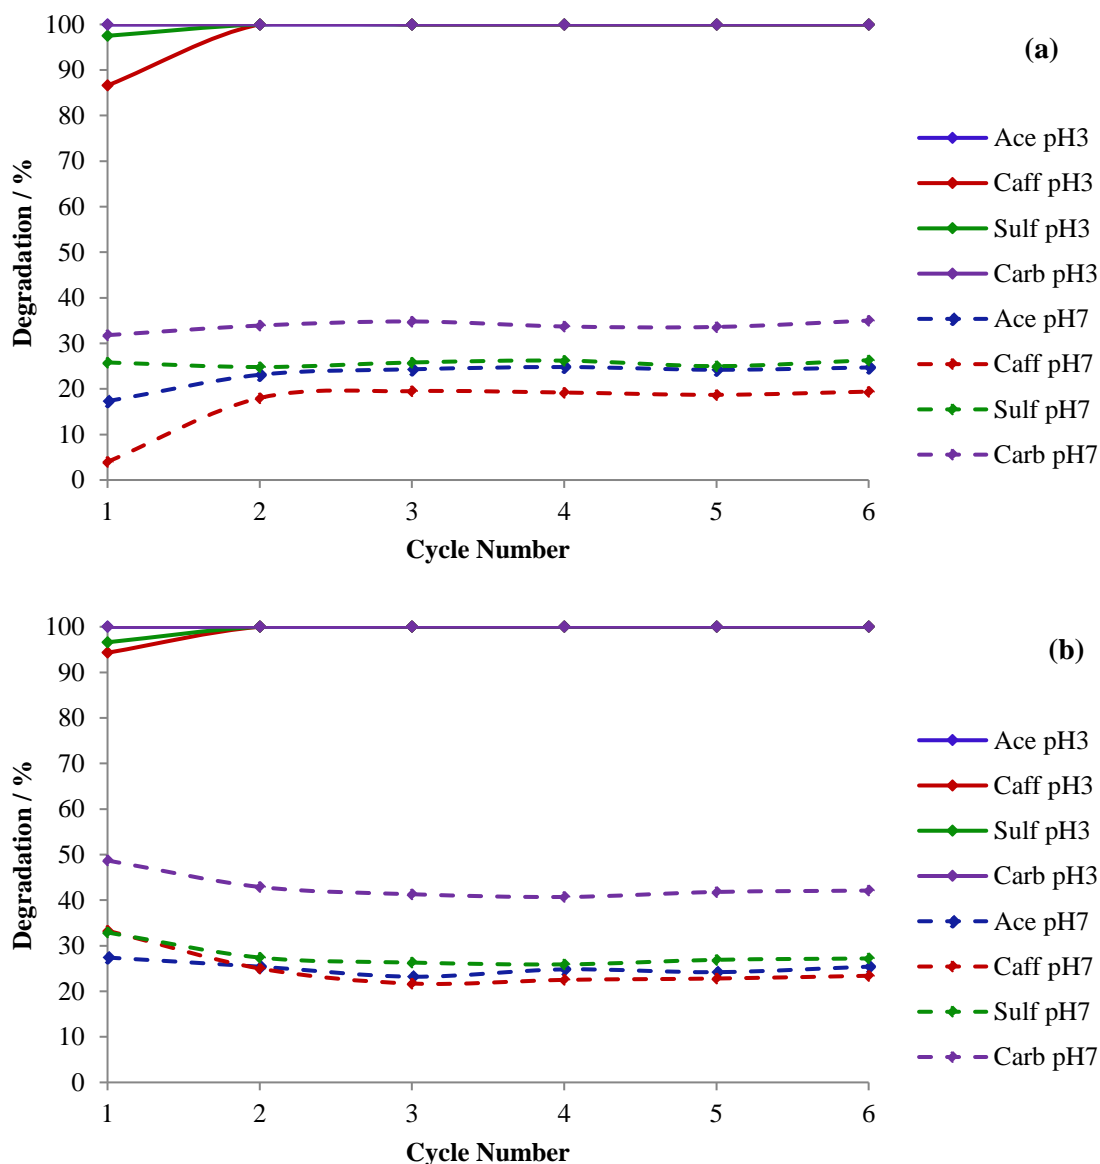 (a)
Degradation / %
100
90
80
70
60
50
40
30
20
10
0
1 2 3 4 5 6
Cycle Number
Ace pH3
Caff pH3
Sulf pH3
Carb pH3
Ace pH7
Caff pH7
Sulf pH7
Carb pH7
(b)
Degradation / %
100
90
80
70
60
50
40
30
20
10
0
1 2 3 4 5 6
Cycle Number
Ace pH3
Caff pH3
Sulf pH3
Carb pH3
Ace pH7
Caff pH7
Sulf pH7
Carb pH7